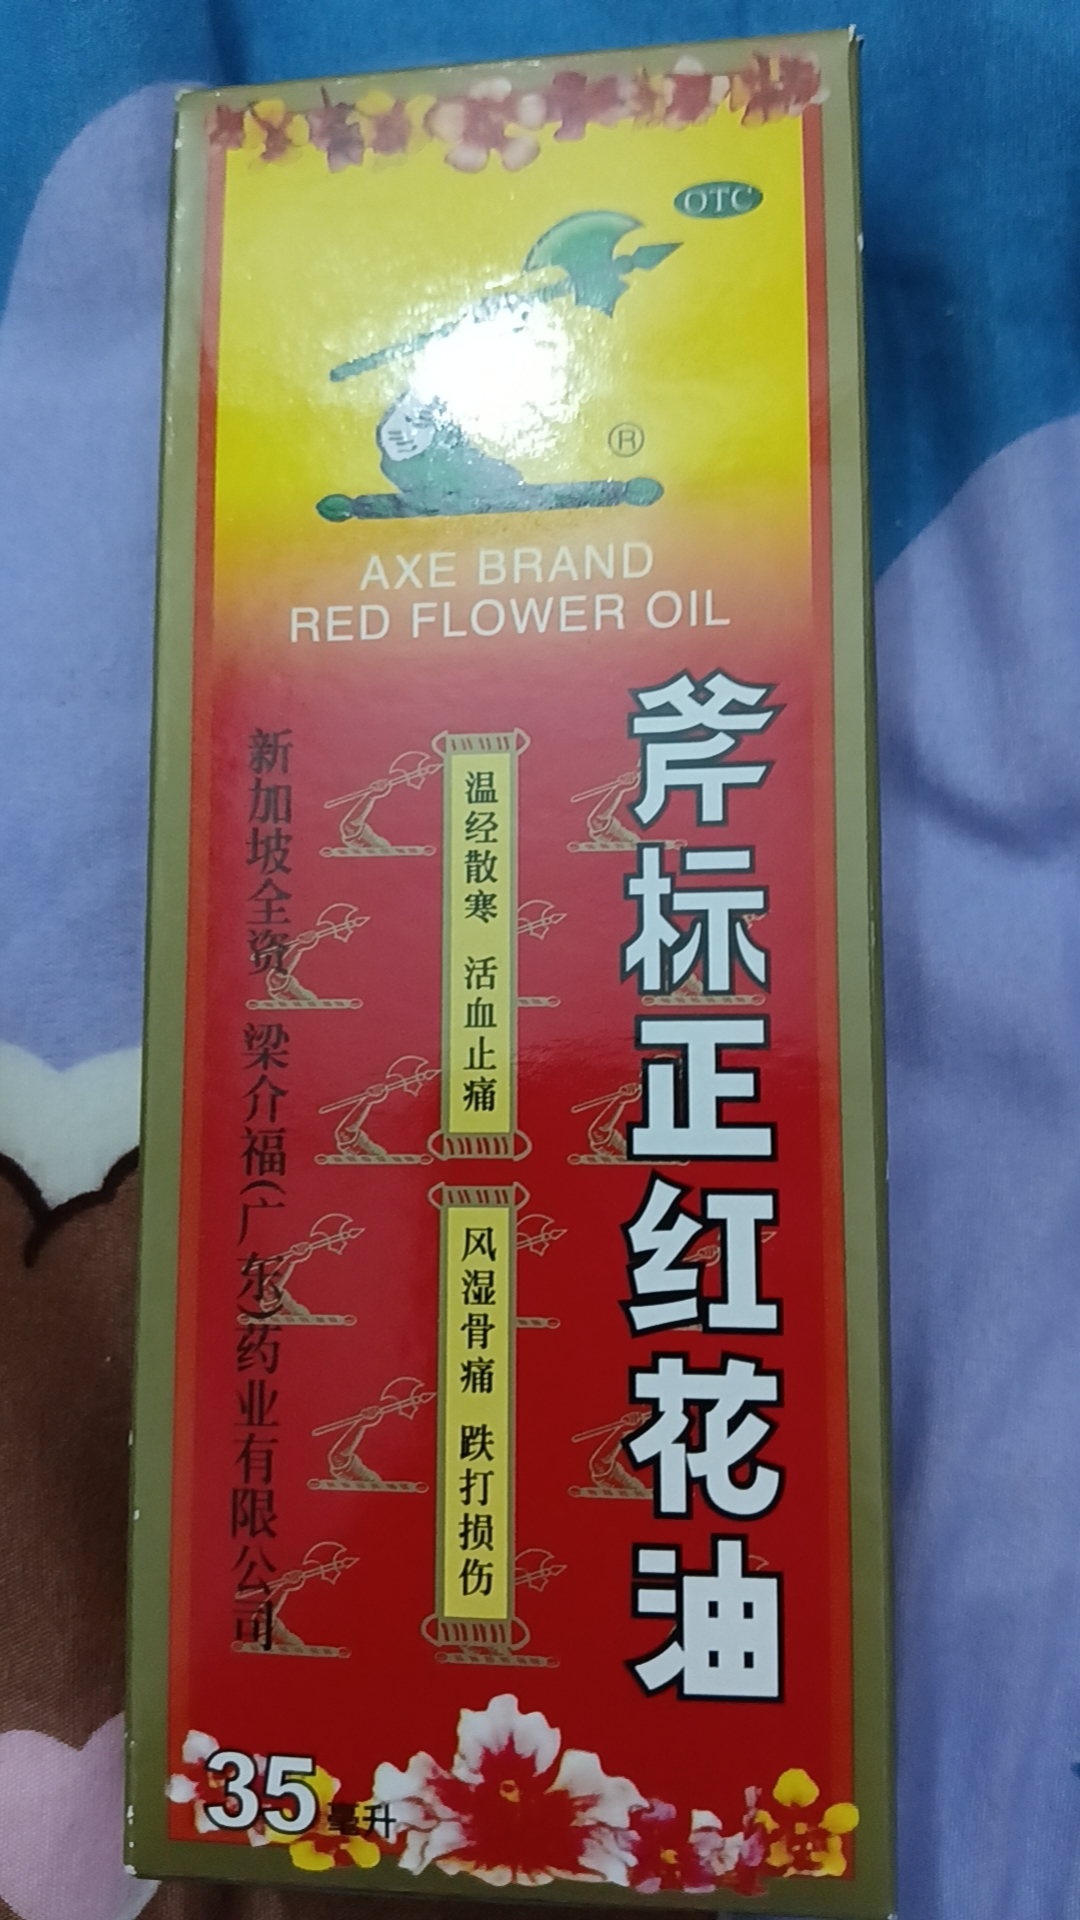 OTC
®
AXE BRAND
RED FLOWER OIL
斧标正红花油
温经散寒 活血止痛
风湿骨痛 跌打损伤
新加坡全资 梁介福(广东)药业有限公司
35毫升